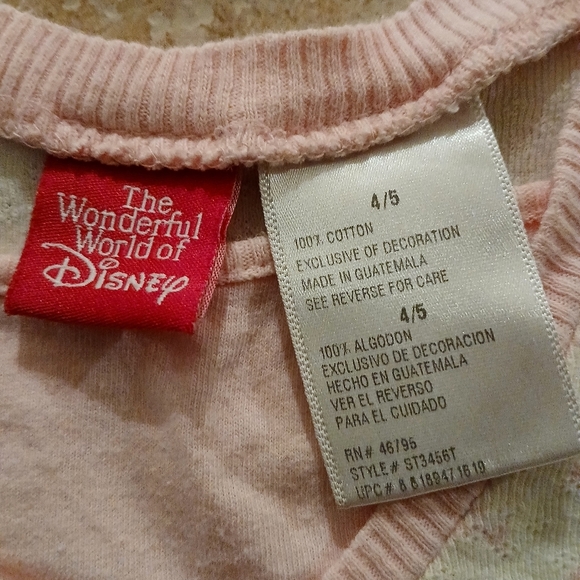 The
Wonderful
World of
Disney
4/5
100% COTTON
EXCLUSIVE OF DECORATION
MADE IN GUATEMALA
SEE REVERSE FOR CARE
4/5
100% ALGODON
EXCLUSIVO DE DECORACION
HECHO EN GUATEMALA
VER EL REVERSO
PARA EL CUIDADO
RN# 46795
STYLE# ST3456T
UPC#